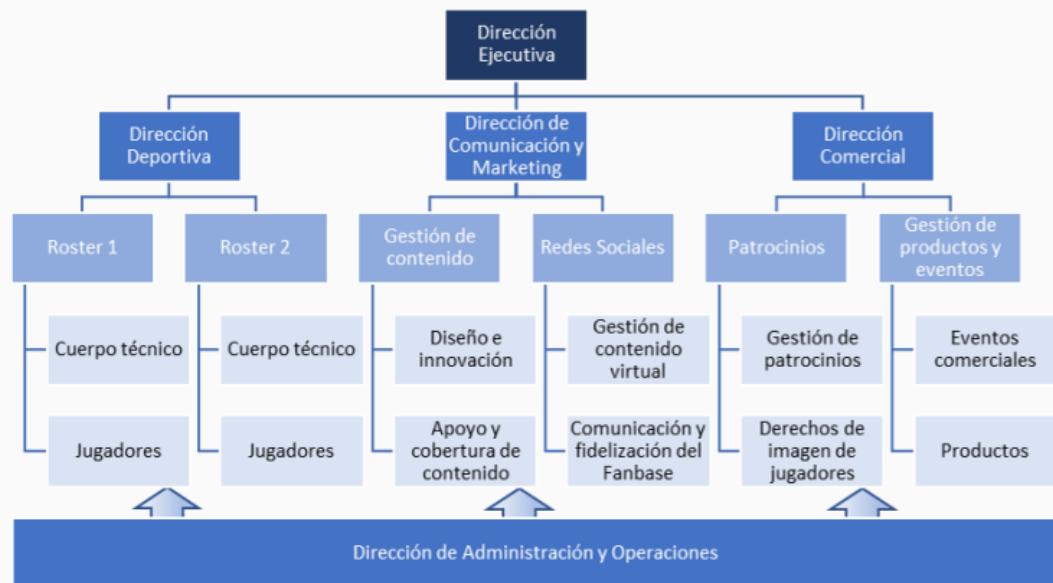 Dirección
Ejecutiva
Dirección
Deportiva
Dirección de
Comunicación y
Marketing
Dirección
Comercial
Roster 1
Roster 2
Gestión de
contenido
Redes Sociales
Patrocinios
Gestión de
productos y
eventos
Cuerpo técnico
Cuerpo técnico
Diseño e
innovación
Gestión de
contenido
virtual
Gestión de
patrocinios
Eventos
comerciales
Jugadores
Jugadores
Apoyo y
cobertura de
contenido
Comunicación y
fidelización del
Fanbase
Derechos de
imagen de
jugadores
Productos
Dirección de Administración y Operaciones